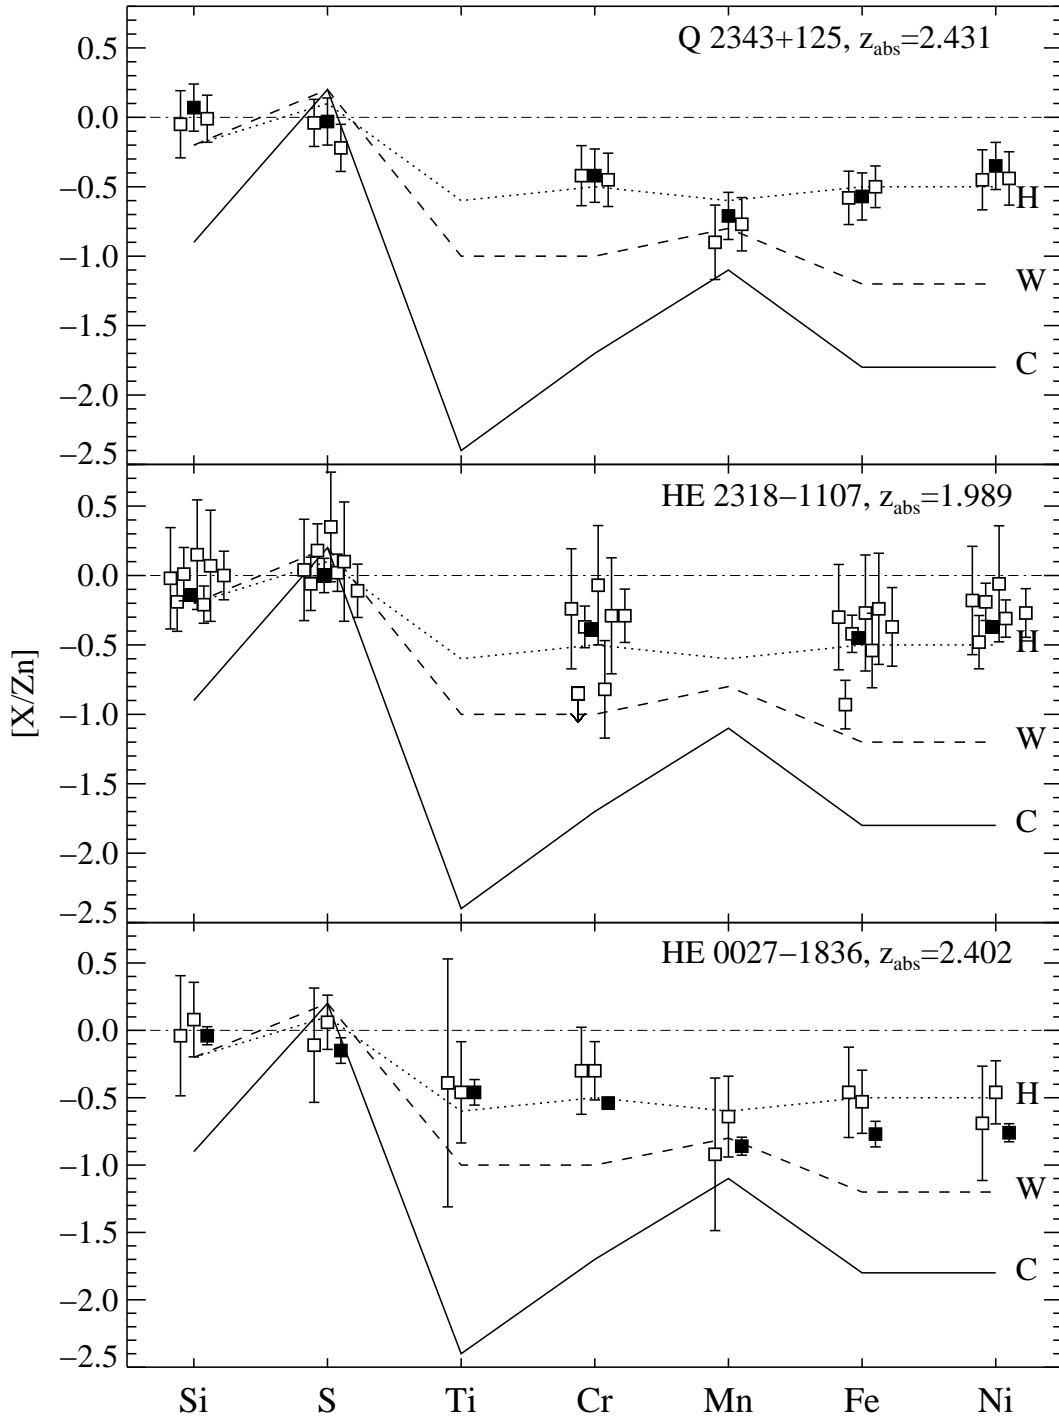 Q 2343+125, z_abs=2.431
0.5
0.0
−0.5
−1.0
−1.5
−2.0
−2.5
H
W
C
HE 2318−1107, z_abs=1.989
0.5
0.0
−0.5
−1.0
−1.5
−2.0
−2.5
H
W
C
[X/Zn]
HE 0027−1836, z_abs=2.402
0.5
0.0
−0.5
−1.0
−1.5
−2.0
−2.5
H
W
C
Si S Ti Cr Mn Fe Ni